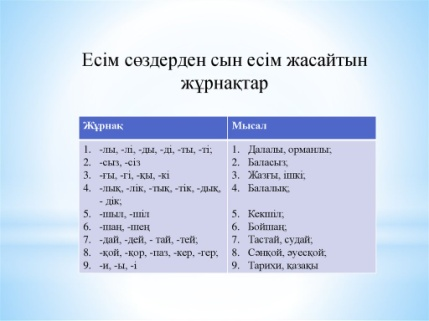 Есім сөздерден сын есім жасайтын
жұрнақтар
Жұрнақ
Мысал
1. -лы, -лі, -ды, -ді, -ты, -ті;
2. -сыз, -сіз
3. -ғы, -гі, -қы, -кі
4. -лық, -лік, -тық, -тік, -дық,
- дік;
5. -шыл, -шіл
6. -шаң, -шең
7. -дай, -дей, - тай, -тей;
8. -қой, -қор, -паз, -кер, -гер;
9. -и, -ы, -і
1. Далалы, орманлы;
2. Баласыз;
3. Жазғы, ішкі;
4. Балалық;
5. Кекшіл;
6. Бойшаң;
7. Тастай, судай;
8. Сәнқой, әуесқой;
9. Тарихи, қазақы